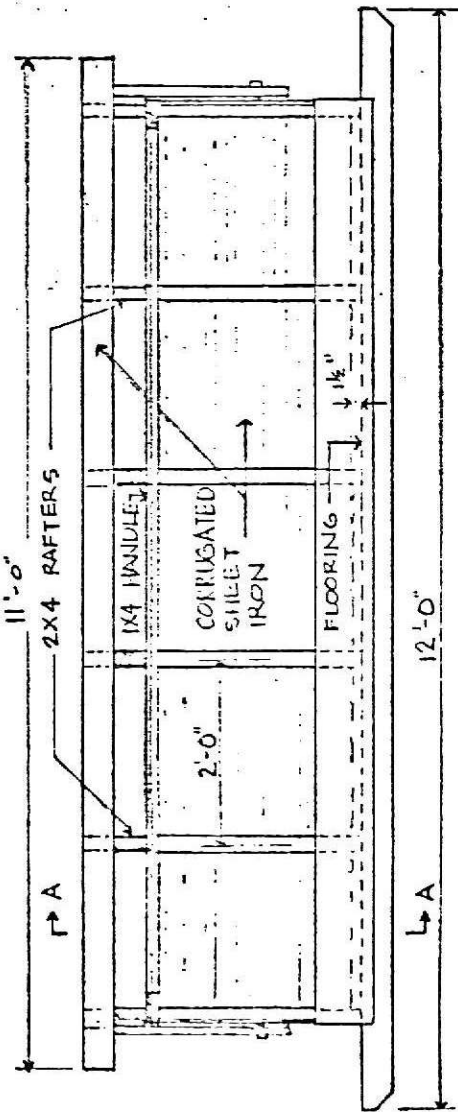 11'-0"
2X4 RAFTERS
A
1X4 HANDLE
CORRUGATED
SHEET
IRON
2'-0"
FLOORING
1½"
A
12'-0"